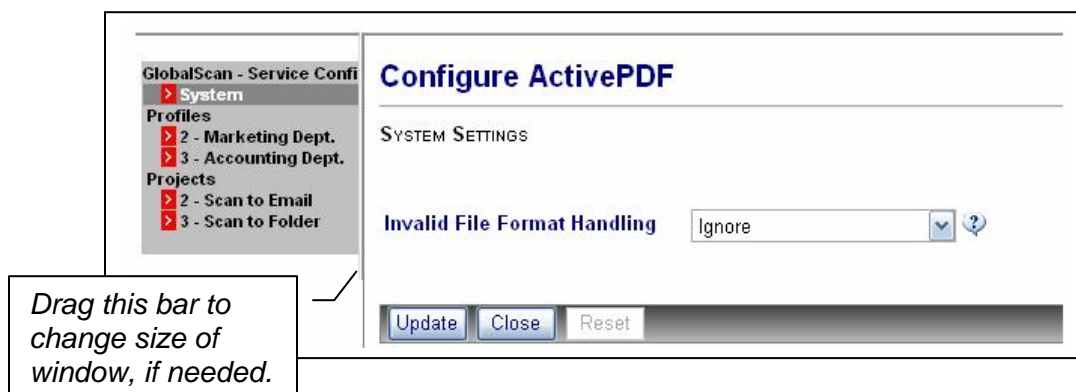 GlobalScan - Service Confi
System
Profiles
2 - Marketing Dept.
3 - Accounting Dept.
Projects
2 - Scan to Email
3 - Scan to Folder
Configure ActivePDF
SYSTEM SETTINGS
Invalid File Format Handling Ignore
Update Close Reset
Drag this bar to
change size of
window, if needed.